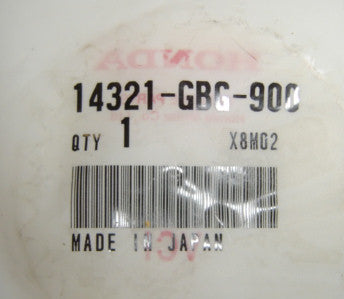 HONDA
14321-GBG-900
QTY 1 X8M02
MADE IN JAPAN